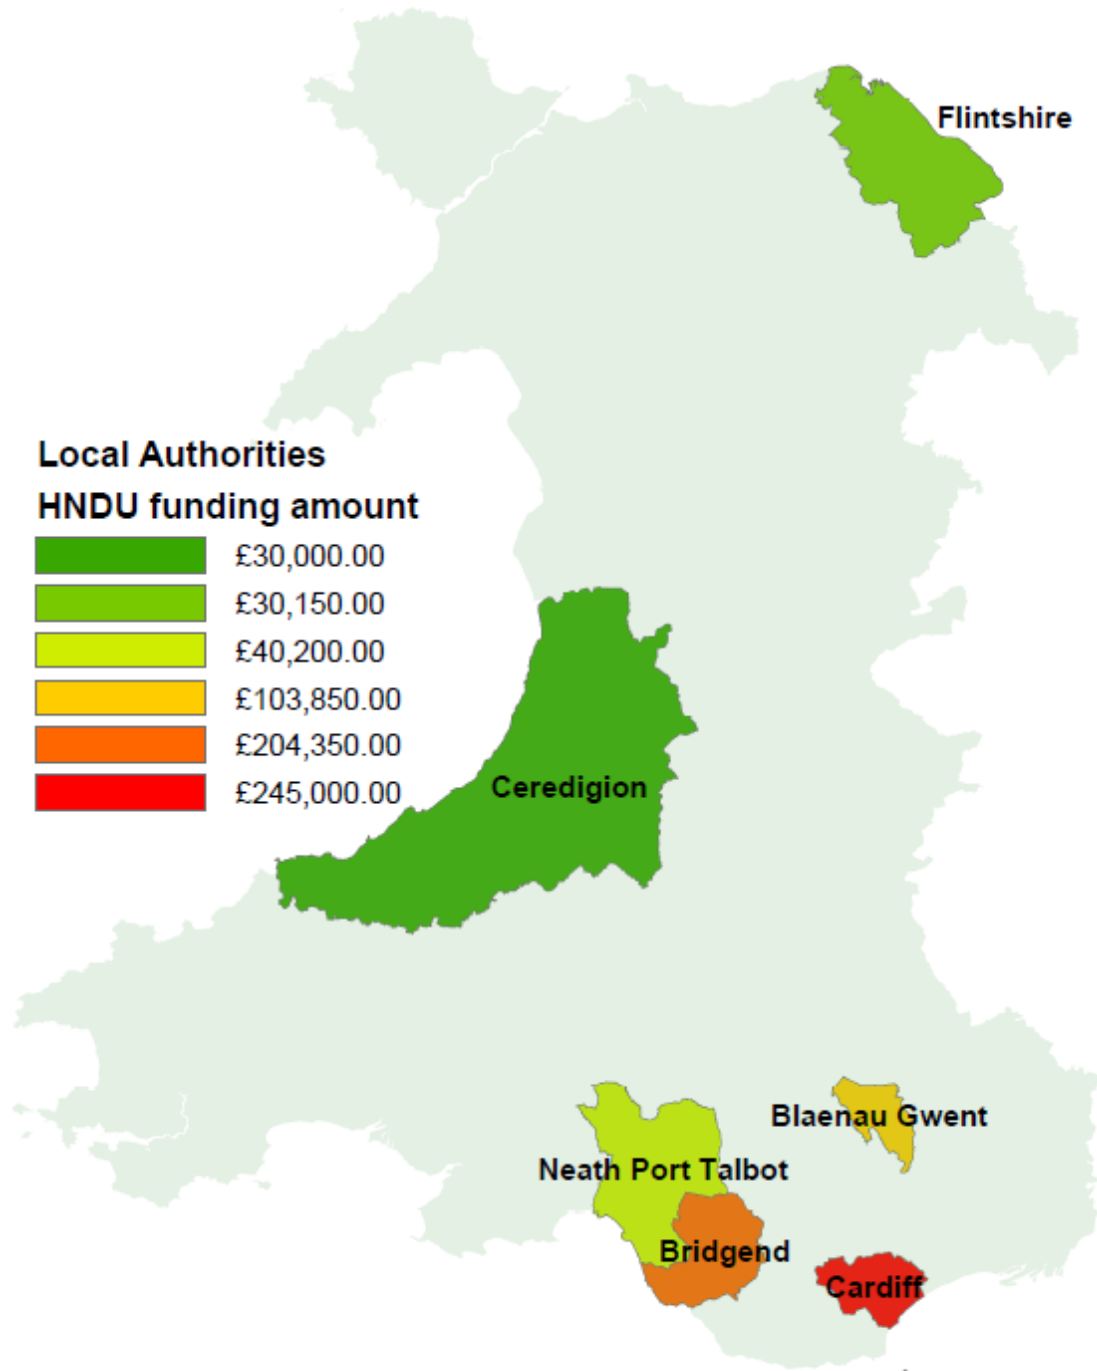 Flintshire
Local Authorities
HNDU funding amount
£30,000.00
£30,150.00
£40,200.00
£103,850.00
£204,350.00
£245,000.00
Ceredigion
Blaenau Gwent
Neath Port Talbot
Bridgend
Cardiff